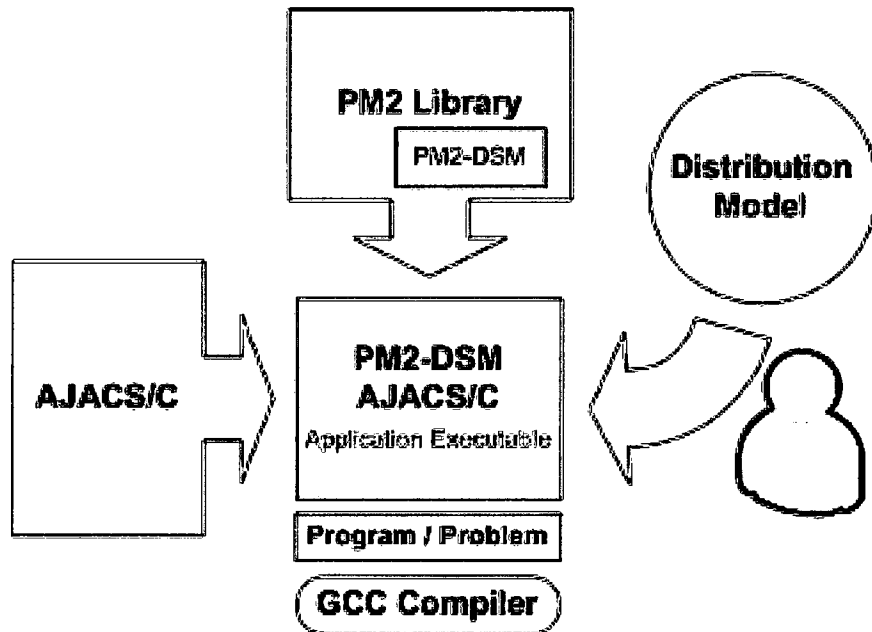 PM2 Library
PM2-DSM
Distribution
Model
AJACS/C
PM2-DSM
AJACS/C
Application Executable
Program / Problem
GCC Compiler